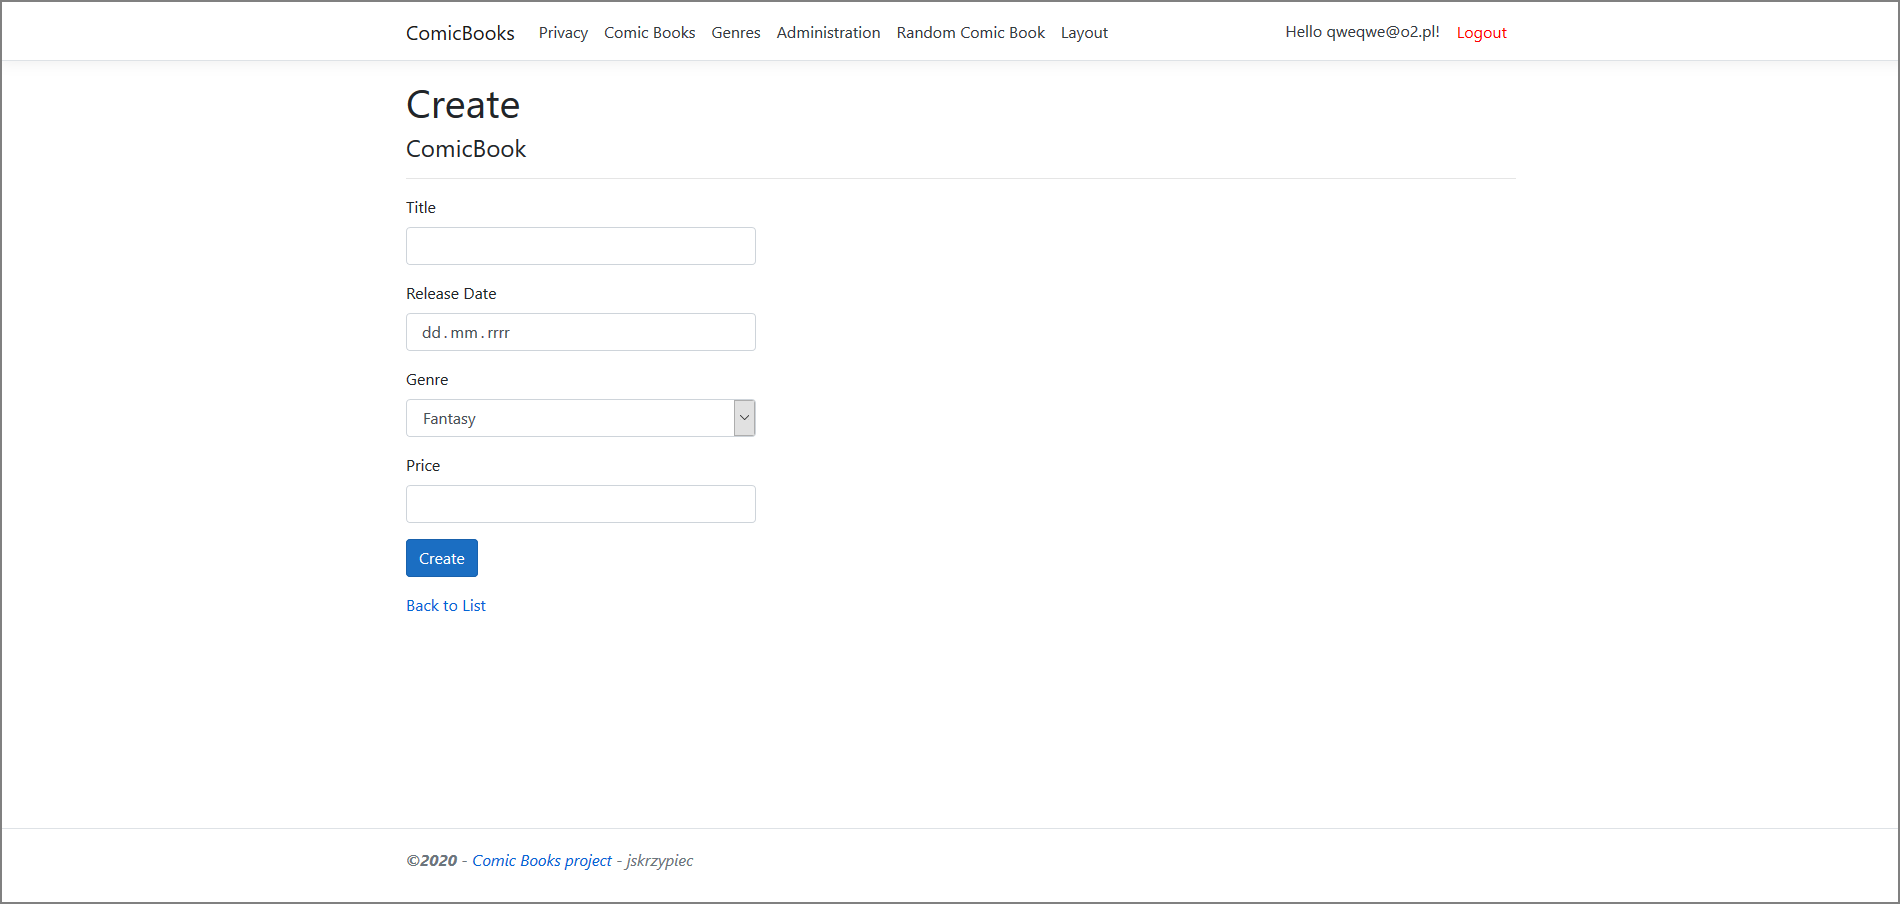 ComicBooks Privacy Comic Books Genres Administration Random Comic Book Layout Hello qweqwe@o2.pl! Logout
Create
ComicBook
Title
Release Date
dd.mm.rrrr
Genre
Fantasy
Price
Create
Back to List
©2020 - Comic Books project - jskrzypiec